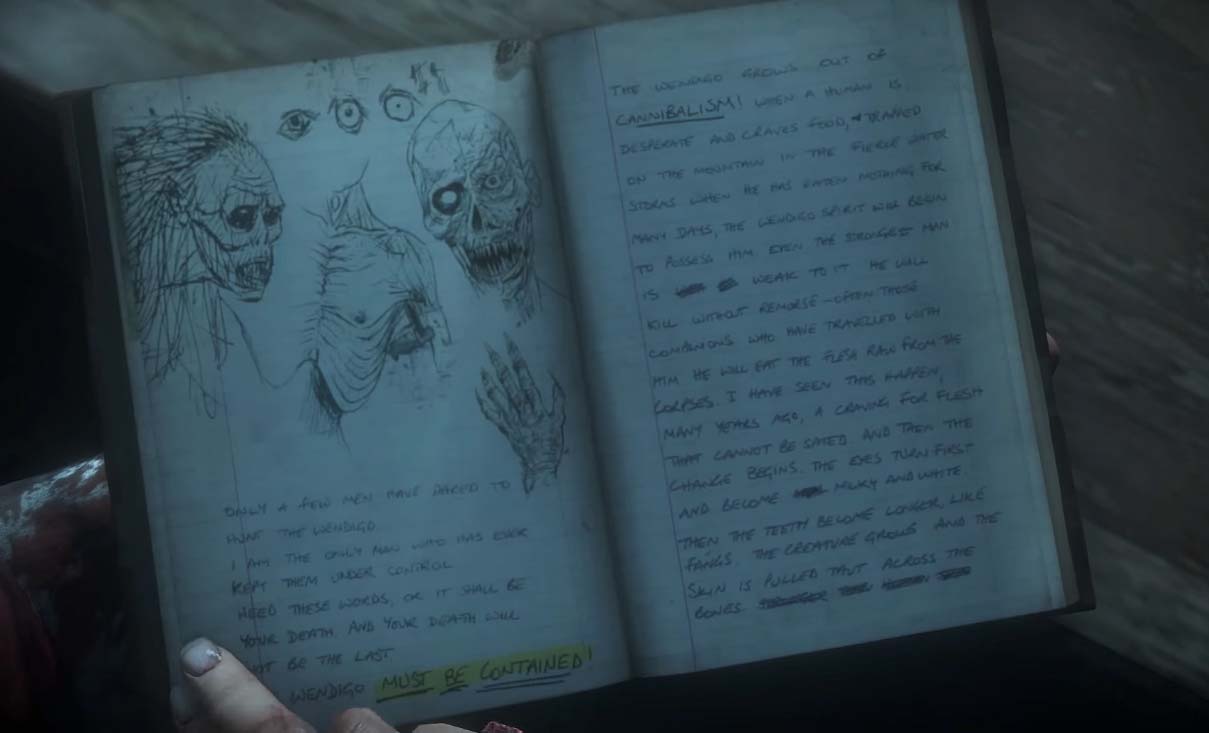 ONLY A FEW MEN HAVE DARED TO
HUNT THE WENDIGO
I AM THE ONLY MAN WHO HAS EVER
KEPT THEM UNDER CONTROL
HEED THESE WORDS, OR IT SHALL BE
YOUR DEATH. AND YOUR DEATH WILL
NOT BE THE LAST.
WENDIGO MUST BE CONTAINED!
THE WENDIGO GROWS OUT OF
CANNIBALISM! WHEN A HUMAN IS
DESPERATE AND CRAVES FOOD, & TRAPPED
ON THE MOUNTAIN IN THE FIERCE WINTER
STORMS WHEN HE HAS EATEN NOTHING FOR
MANY DAYS, THE WENDIGO SPIRIT WILL BEGIN
TO POSSESS HIM. EVEN THE STRONGEST MAN
IS WEAK TO IT HE WILL
KILL WITHOUT REMORSE - OFTEN THOSE
COMPANIONS WHO HAVE TRAVELLED WITH
HIM HE WILL EAT THE FLESH RAW FROM THE
CORPSES. I HAVE SEEN THIS HAPPEN,
MANY YEARS AGO, A CRAVING FOR FLESH
THAT CANNOT BE SATED AND THEN THE
CHANGE BEGINS. THE EYES TURN FIRST
AND BECOME MILKY AND WHITE
THEN THE TEETH BECOME LONGER, LIKE
FANGS, THE CREATURE GROWS AND THE
SKIN IS PULLED TAUT ACROSS THE
BONES.